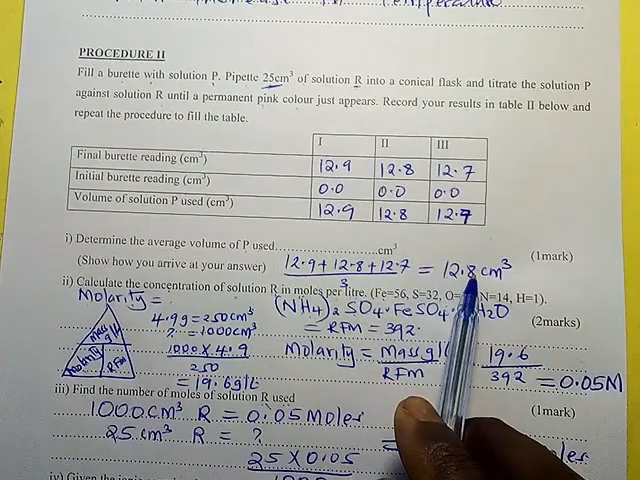 PROCEDURE II
Fill a burette with solution P. Pipette 25cm³ of solution R into a conical flask and titrate the solution P
against solution R until a permanent pink colour just appears. Record your results in table II below and
repeat the procedure to fill the table.
I II III
Final burette reading (cm³) 12.9 12.8 12.7
Initial burette reading (cm³) 0.0 0.0 0.0
Volume of solution P used (cm³) 12.9 12.8 12.7
i) Determine the average volume of P used……………………cm³ (1mark)
(Show how you arrive at your answer) 12.9 + 12.8 + 12.7 = 12.8 cm³
3
ii) Calculate the concentration of solution R in moles per litre. (Fe=56, S=32, N=14, H=1).
Molarity = (NH4)2 SO4 . FeSO4 . H2O (2marks)
4.9g = 250cm³
? = 1000cm³ = RFM = 392.
mass g/L
Molarity RFM
1000 X 4.9
250
Molarity = Mass g/L 19.6
RFM 392 = 0.05M
= 19.6g/L
iii) Find the number of moles of solution R used (1mark)
1000cm³ R = 0.05 Moles
25cm³ R = ?
25 X 0.05 =
iv) Given the